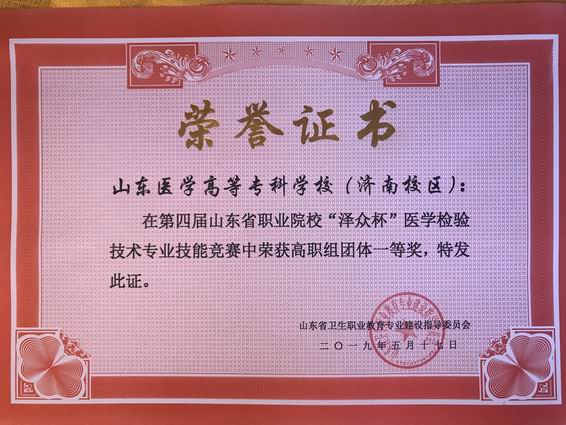 荣誉证书
山东医学高等专科学校（济南校区）：
在第四届山东省职业院校“泽众杯”医学检验
技术专业技能竞赛中荣获高职组团体一等奖，特发
此证。
山东省卫生职业教育专业建设指导委员会
二〇一九年五月十七日